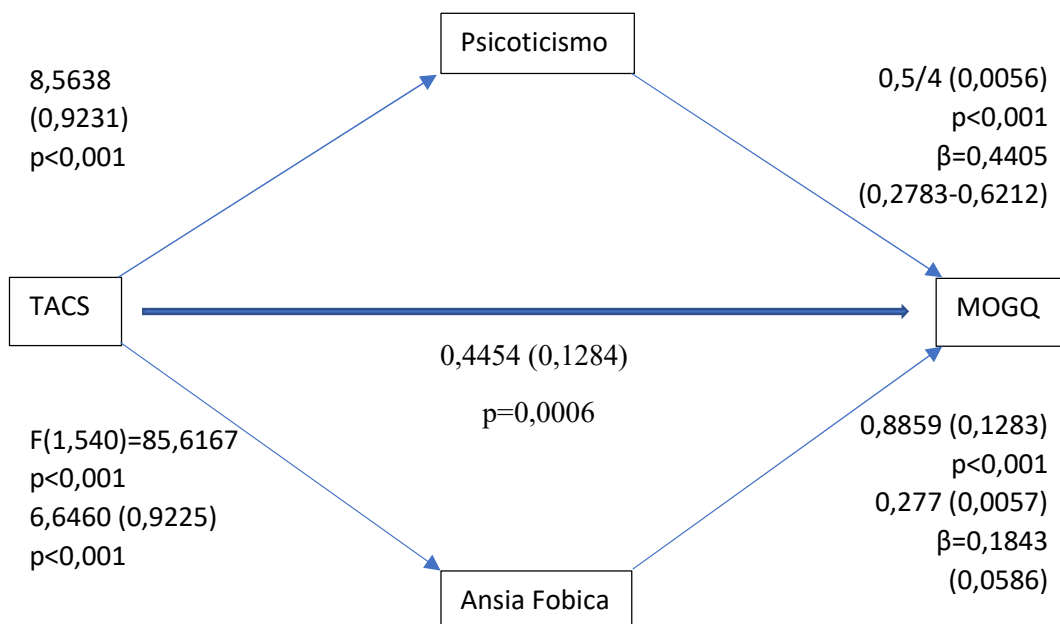 Psicoticismo
8,5638
(0,9231)
p<0,001
0,5/4 (0,0056)
p<0,001
β=0,4405
(0,2783-0,6212)
TACS
MOGQ
0,4454 (0,1284)
p=0,0006
F(1,540)=85,6167
p<0,001
6,6460 (0,9225)
p<0,001
0,8859 (0,1283)
p<0,001
0,277 (0,0057)
β=0,1843
(0,0586)
Ansia Fobica